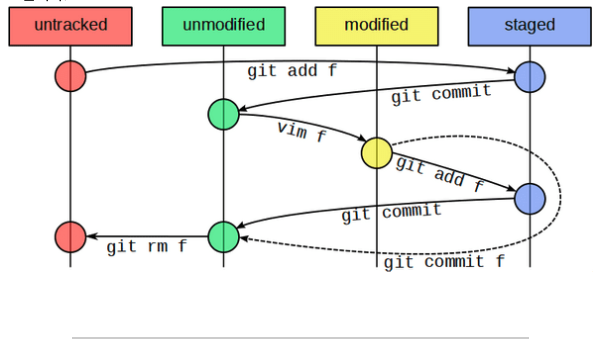 untracked unmodified modified staged
git add f
git commit
vim f
git add f
git commit
git rm f
git commit f